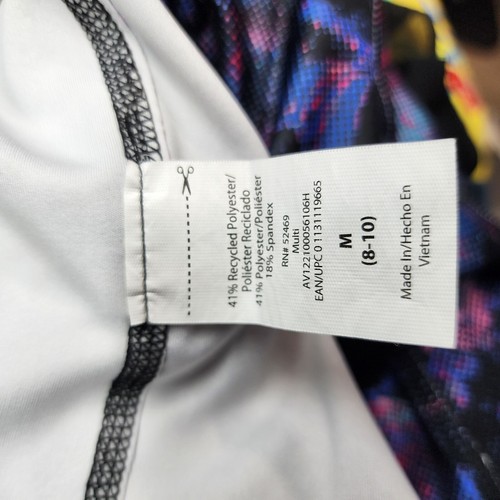 41% Recycled Polyester/
Poliéster Reciclado
41% Polyester/Poliéster
18% Spandex
RN# 52469
Multi
AV122100056106H
EAN/UPC 0 1131119665
M
(8-10)
Made In/Hecho En
Vietnam